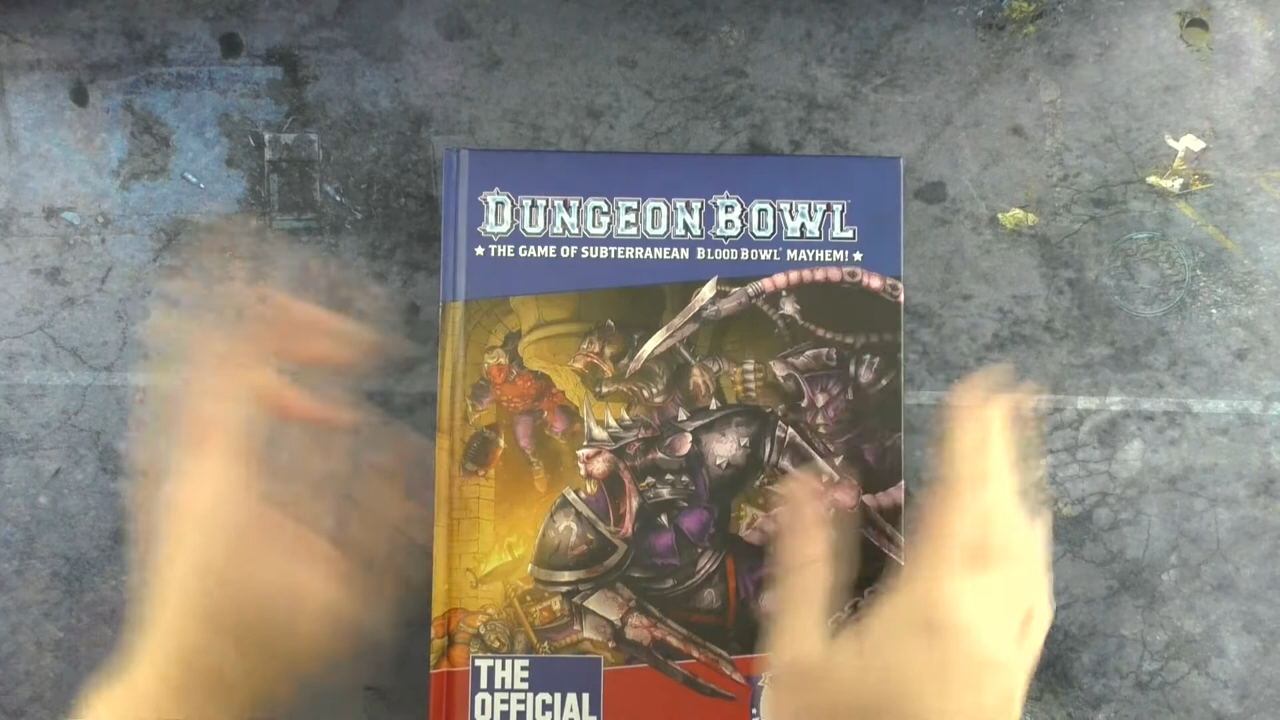 DUNGEON BOWL
★ THE GAME OF SUBTERRANEAN BLOOD BOWL MAYHEM! ★
THE
OFFICIAL